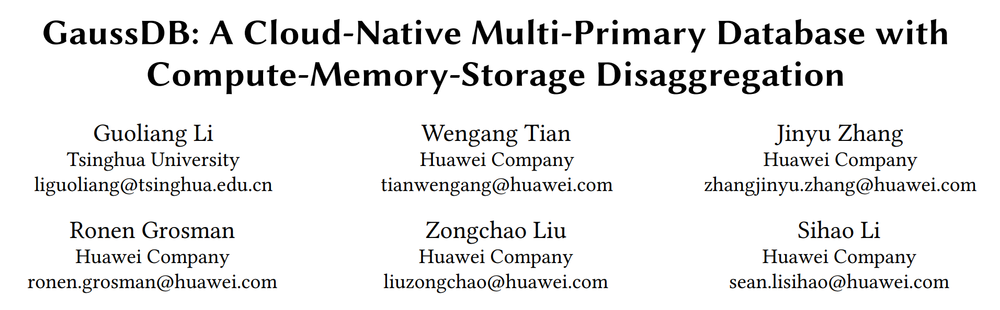 GaussDB: A Cloud-Native Multi-Primary Database with
Compute-Memory-Storage Disaggregation
Guoliang Li
Tsinghua University
liguoliang@tsinghua.edu.cn
Wengang Tian
Huawei Company
tianwengang@huawei.com
Jinyu Zhang
Huawei Company
zhangjinyu.zhang@huawei.com
Ronen Grosman
Huawei Company
ronen.grosman@huawei.com
Zongchao Liu
Huawei Company
liuzongchao@huawei.com
Sihao Li
Huawei Company
sean.lisihao@huawei.com